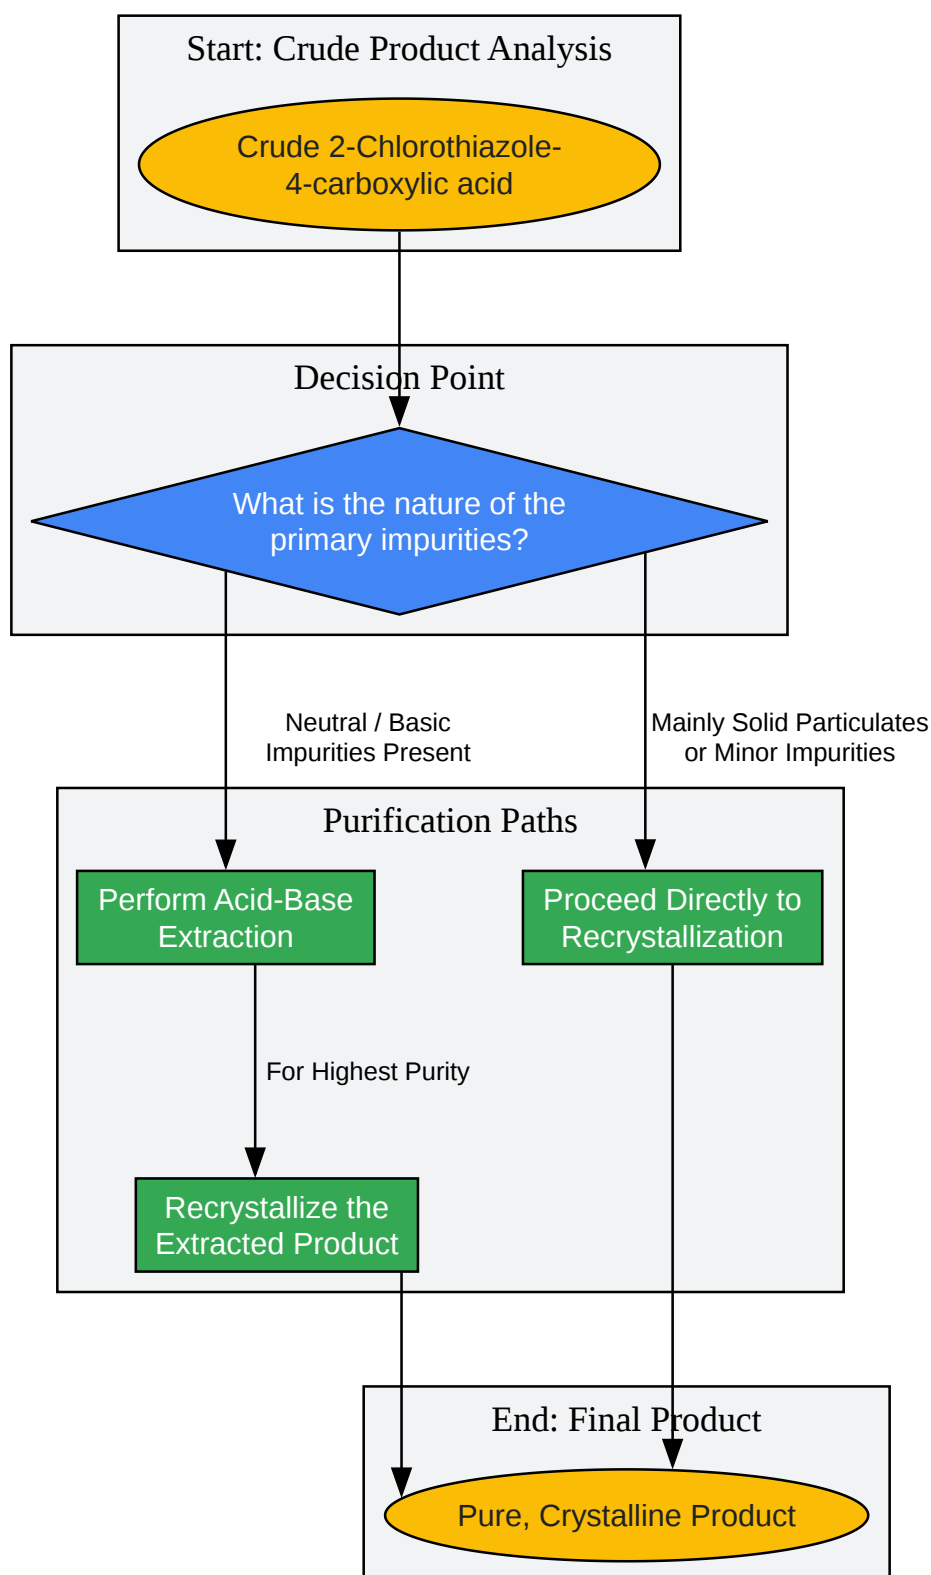 Start: Crude Product Analysis
Crude 2-Chlorothiazole-
4-carboxylic acid
Decision Point
What is the nature of the
primary impurities?
Neutral / Basic
Impurities Present
Mainly Solid Particulates
or Minor Impurities
Purification Paths
Perform Acid-Base
Extraction
Proceed Directly to
Recrystallization
For Highest Purity
Recrystallize the
Extracted Product
End: Final Product
Pure, Crystalline Product